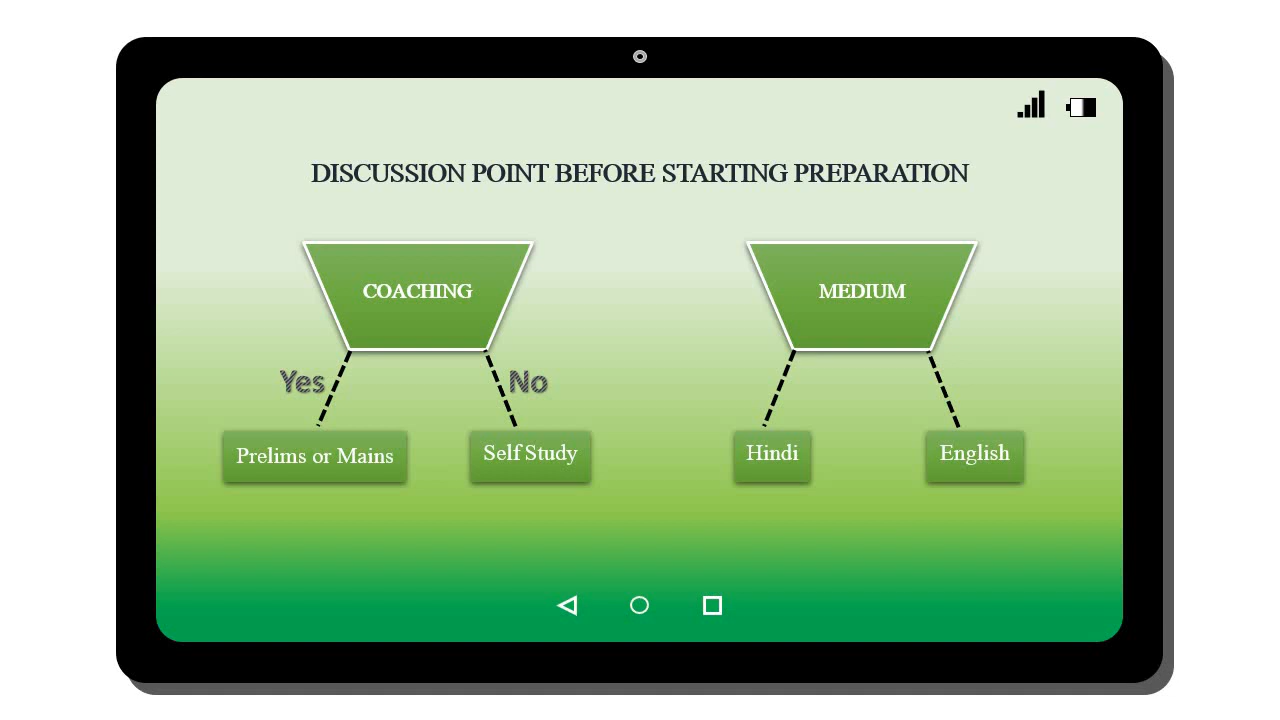 DISCUSSION POINT BEFORE STARTING PREPARATION
COACHING
MEDIUM
Yes
No
Prelims or Mains
Self Study
Hindi
English